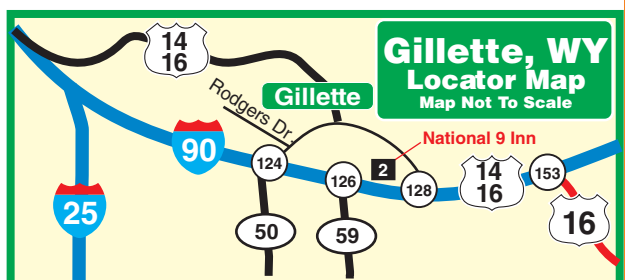 14
16
Gillette, WY
Locator Map
Map Not To Scale
Rodgers Dr.
Gillette
National 9 Inn
90
124
126
2
128
14
16
153
25
50
59
16